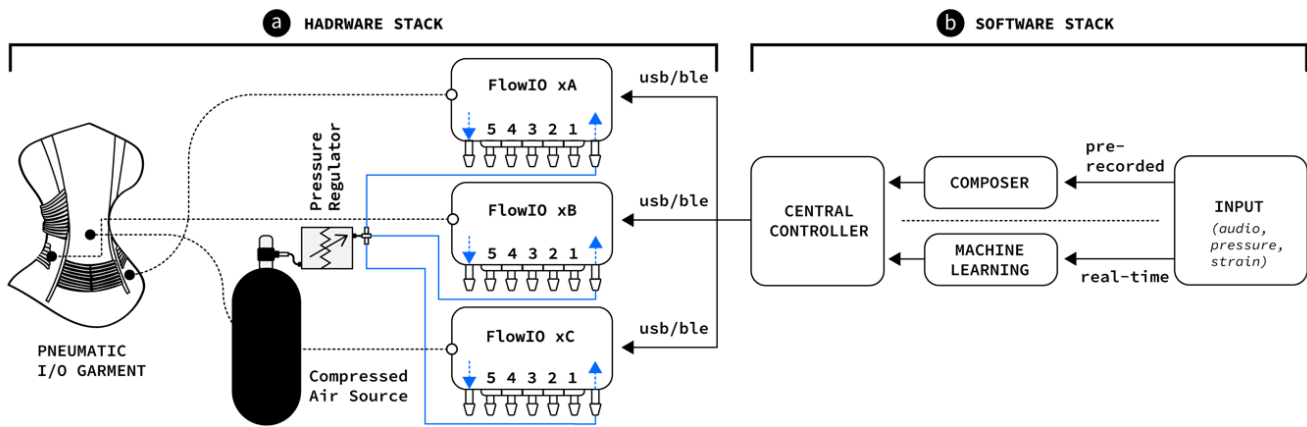 a HADRWARE STACK
b SOFTWARE STACK
FlowIO xA
5 4 3 2 1
usb/ble
Pressure
Regulator
FlowIO xB
5 4 3 2 1
usb/ble
FlowIO xC
5 4 3 2 1
usb/ble
PNEUMATIC
I/O GARMENT
Compressed
Air Source
CENTRAL
CONTROLLER
COMPOSER
pre-
recorded
MACHINE
LEARNING
real-time
INPUT
(audio,
pressure,
strain)